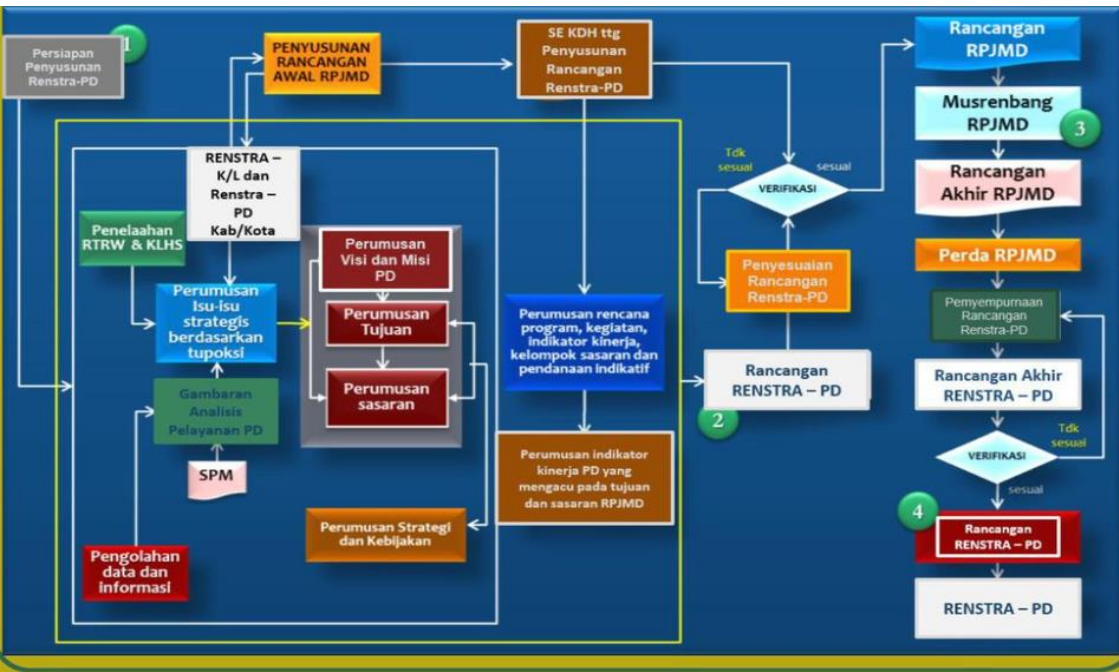 Persiapan
Penyusunan
Renstra-PD
1
PENYUSUNAN
RANCANGAN
AWAL RPJMD
SE KDH ttg
Penyusunan
Rancangan
Renstra-PD
Rancangan
RPJMD
Musrenbang
RPJMD
3
Rancangan
Akhir RPJMD
Perda RPJMD
Pemyempurnaan
Rancangan
Renstra-PD
Rancangan Akhir
RENSTRA – PD
Tdk
sesual
VERIFIKASI
sesual
4
Rancangan
RENSTRA – PD
RENSTRA – PD
Tdk
sesual
sesual
VERIFIKASI
Penyesuaian
Rancangan
Renstra-PD
Rancangan
RENSTRA – PD
2
RENSTRA –
K/L dan
Renstra –
PD
Kab/Kota
Penelaahan
RTRW & KLHS
Perumusan
Isu-isu
strategis
berdasarkan
tupoksi
Gambaran
Analisis
Pelayanan PD
SPM
Pengolahan
data dan
informasi
Perumusan
Visi dan Misi
PD
Perumusan
Tujuan
Perumusan
sasaran
Perumusan Strategi
dan Kebijakan
Perumusan rencana
program, kegiatan,
indikator kinerja,
kelompok sasaran dan
pendanaan indikatif
Perumusan indikator
kinerja PD yang
mengacu pada tujuan
dan sasaran RPJMD